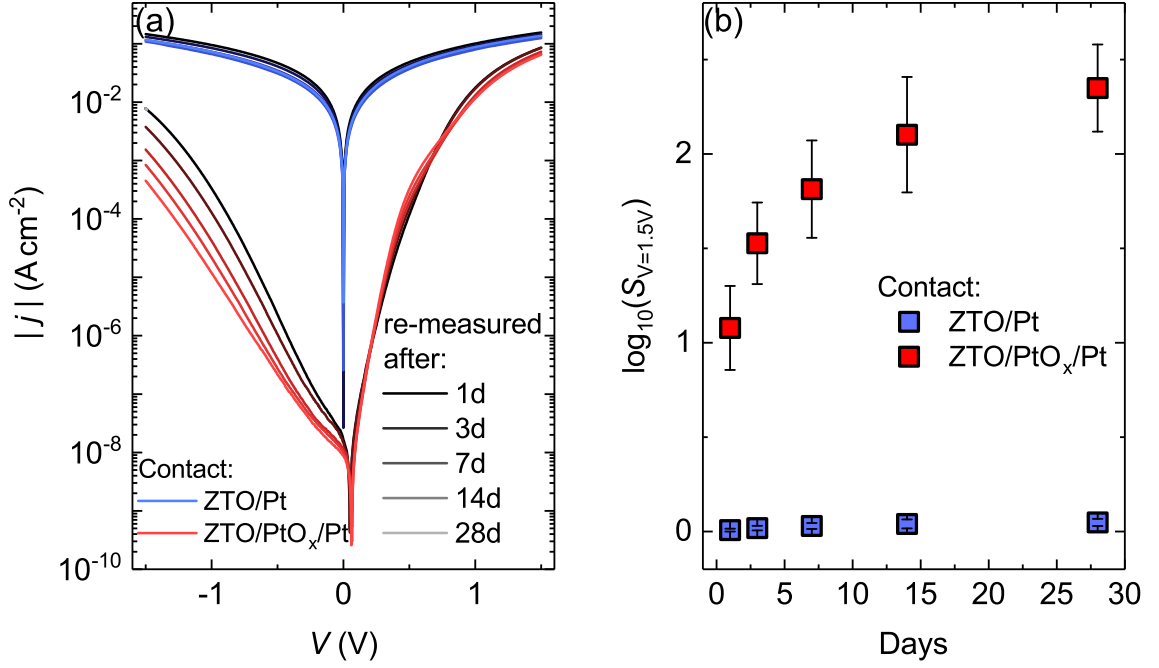 (a)
10⁻²
10⁻⁴
10⁻⁶
10⁻⁸
10⁻¹⁰
| j | (A cm⁻²)
-1 0 1
V (V)
re-measured
after:
1d
3d
7d
14d
28d
Contact:
ZTO/Pt
ZTO/PtOₓ/Pt
(b)
2
1
0
log₁₀(S_V=1.5V)
0 5 10 15 20 25 30
Days
Contact:
ZTO/Pt
ZTO/PtOₓ/Pt